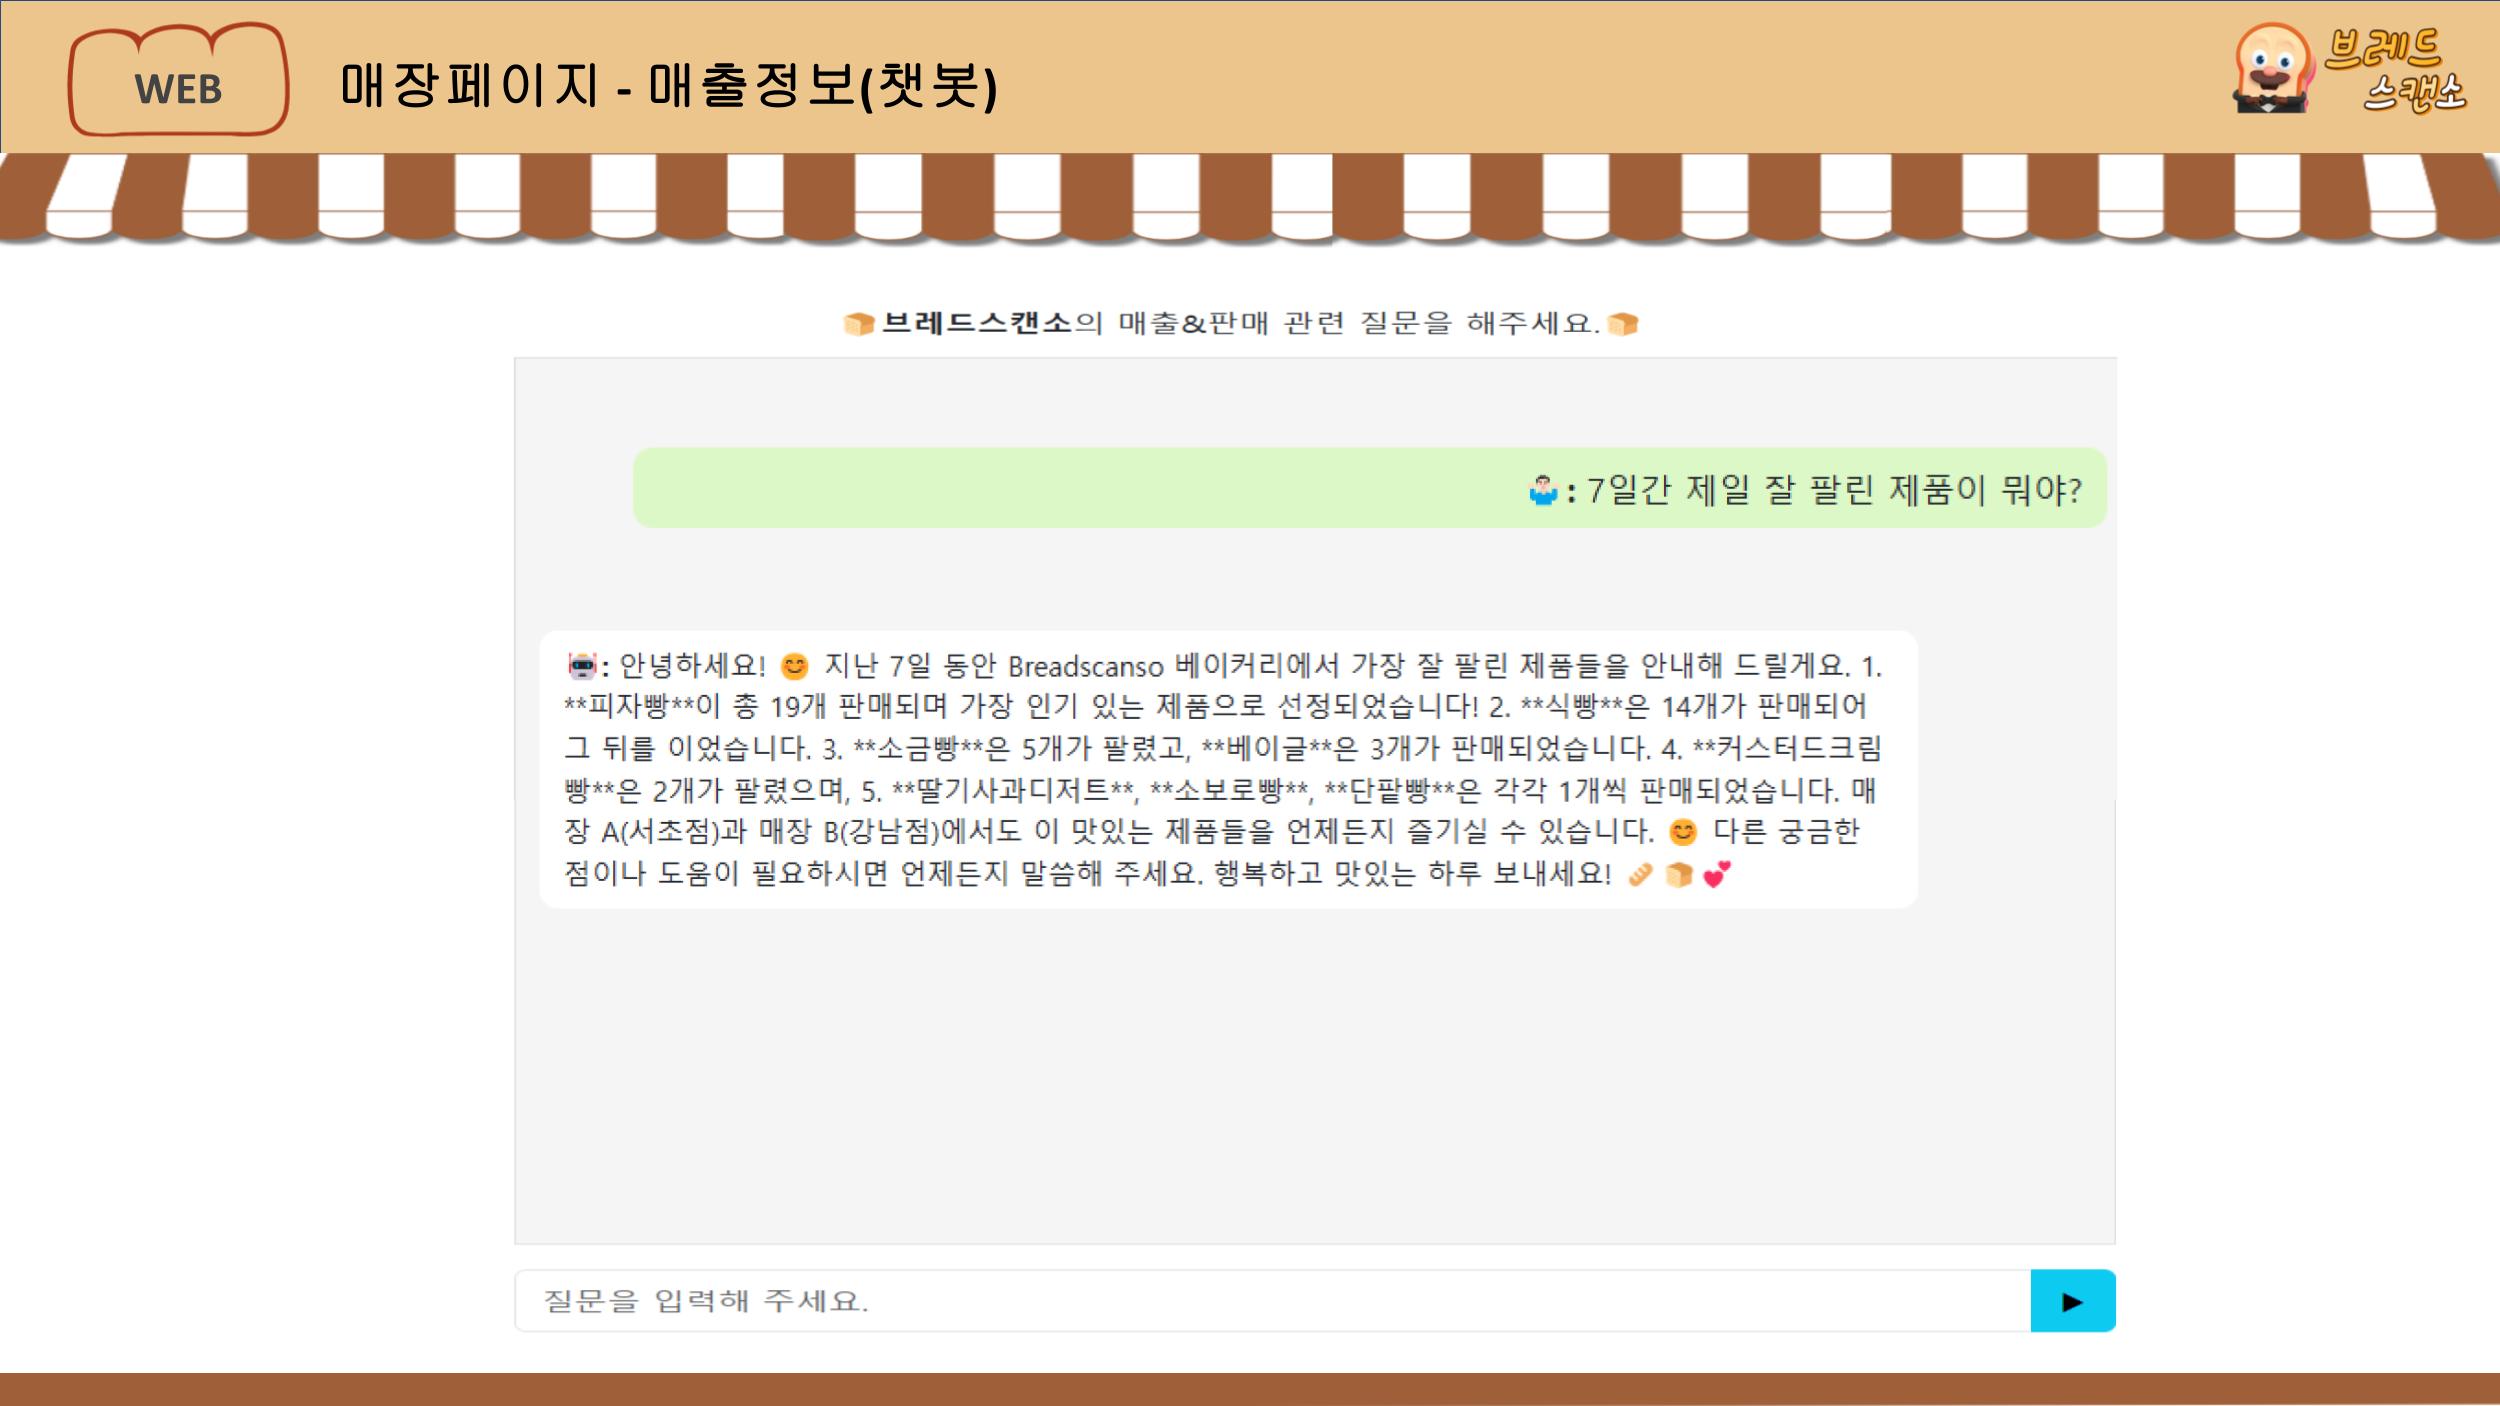 WEB
매장페이지 - 매출정보(챗봇)
브레드
스캔소
🍞브레드스캔소의 매출&판매 관련 질문을 해주세요.🍞
🤷🏻‍♂️: 7일간 제일 잘 팔린 제품이 뭐야?
🤖: 안녕하세요! 😊 지난 7일 동안 Breadscanso 베이커리에서 가장 잘 팔린 제품들을 안내해 드릴게요. 1.
**피자빵**이 총 19개 판매되며 가장 인기 있는 제품으로 선정되었습니다! 2. **식빵**은 14개가 판매되어
그 뒤를 이었습니다. 3. **소금빵**은 5개가 팔렸고, **베이글**은 3개가 판매되었습니다. 4. **커스터드크림
빵**은 2개가 팔렸으며, 5. **딸기사과디저트**, **소보로빵**, **단팥빵**은 각각 1개씩 판매되었습니다. 매
장 A(서초점)과 매장 B(강남점)에서도 이 맛있는 제품들을 언제든지 즐기실 수 있습니다. 😊 다른 궁금한
점이나 도움이 필요하시면 언제든지 말씀해 주세요. 행복하고 맛있는 하루 보내세요! 🥖🍞💕
질문을 입력해 주세요.